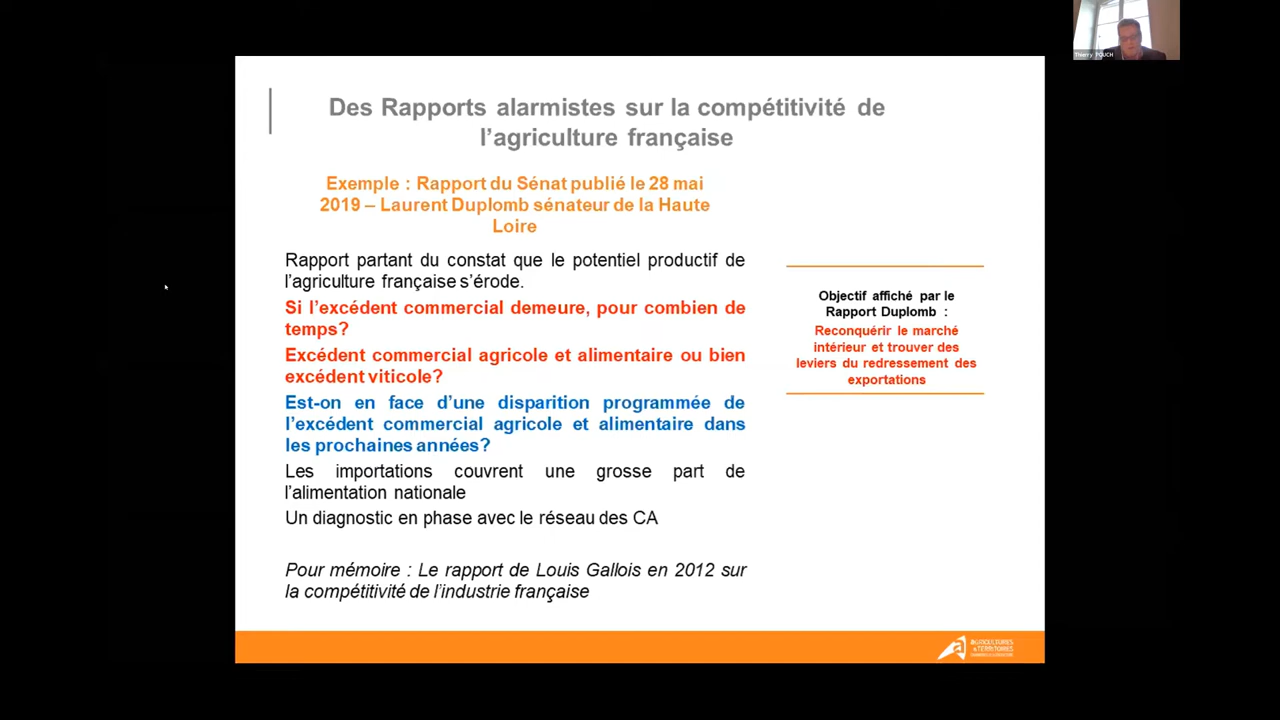 Thierry POUCH
Des Rapports alarmistes sur la compétitivité de
l’agriculture française
Exemple : Rapport du Sénat publié le 28 mai
2019 – Laurent Duplomb sénateur de la Haute
Loire
Rapport partant du constat que le potentiel productif de
l’agriculture française s’érode.
Si l’excédent commercial demeure, pour combien de
temps?
Excédent commercial agricole et alimentaire ou bien
excédent viticole?
Est-on en face d’une disparition programmée de
l’excédent commercial agricole et alimentaire dans
les prochaines années?
Les importations couvrent une grosse part de
l’alimentation nationale
Un diagnostic en phase avec le réseau des CA
Pour mémoire : Le rapport de Louis Gallois en 2012 sur
la compétitivité de l’industrie française
Objectif affiché par le
Rapport Duplomb :
Reconquérir le marché
intérieur et trouver des
leviers du redressement des
exportations
AGRICULTURES
& TERRITOIRES